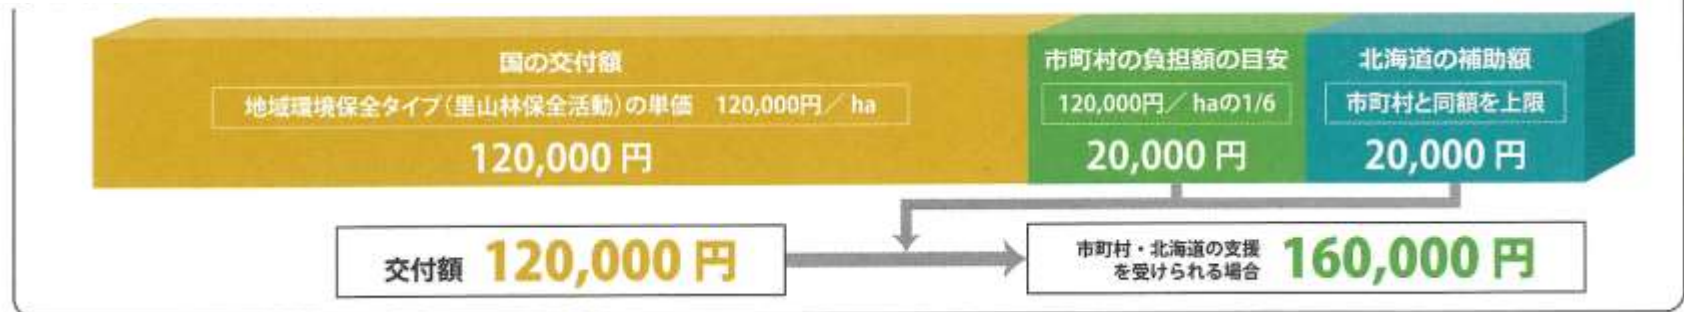 国の交付額
地域環境保全タイプ（里山林保全活動）の単価　120,000円／ha
120,000円
市町村の負担額の目安
120,000円／haの1/6
20,000円
北海道の補助額
市町村と同額を上限
20,000円
交付額 120,000円
市町村・北海道の支援
を受けられる場合
160,000円